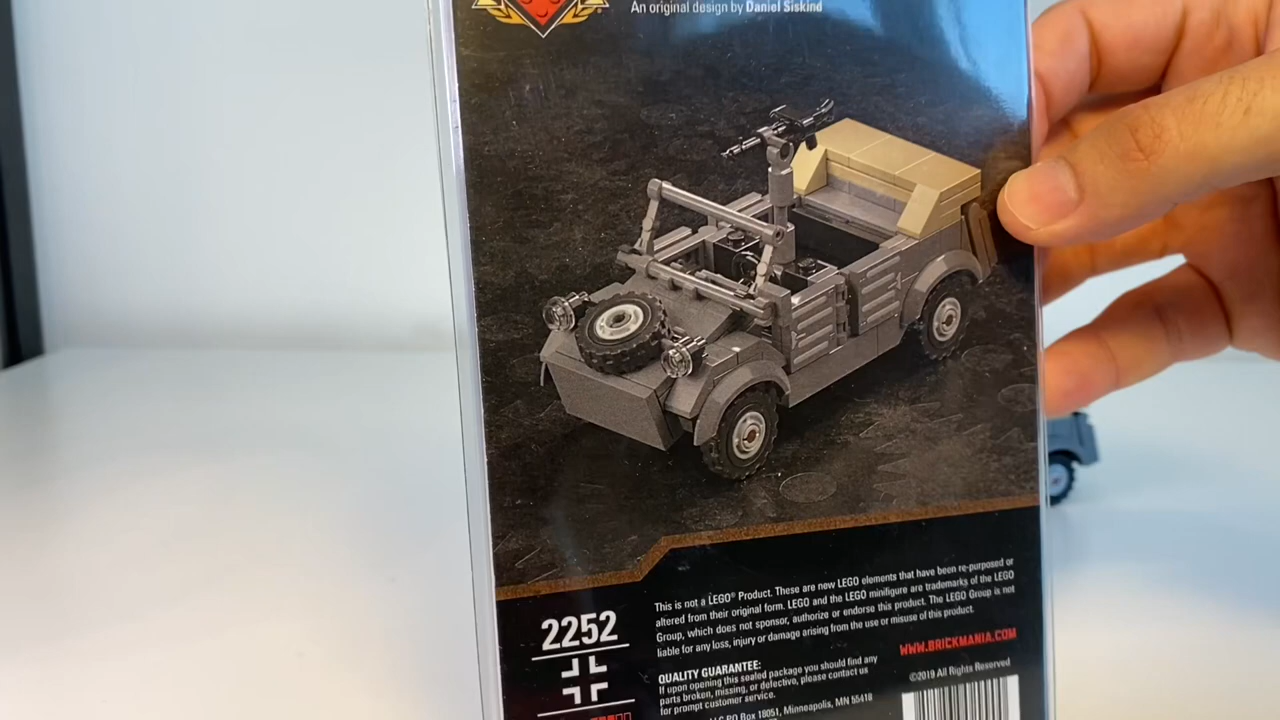 An original design by Daniel Siskind
This is not a LEGO® Product. These are new LEGO elements that have been re-purposed or
altered from their original form. LEGO and the LEGO minifigure are trademarks of the LEGO
Group, which does not sponsor, authorize or endorse this product. The LEGO Group is not
liable for any loss, injury or damage arising from the use or misuse of this product.
2252
WWW.BRICKMANIA.COM
QUALITY GUARANTEE:
If upon opening this sealed package you should find any
parts broken, missing, or defective, please contact us
for prompt customer service.
©2019 All Rights Reserved
PO Box 18051, Minneapolis, MN 55418